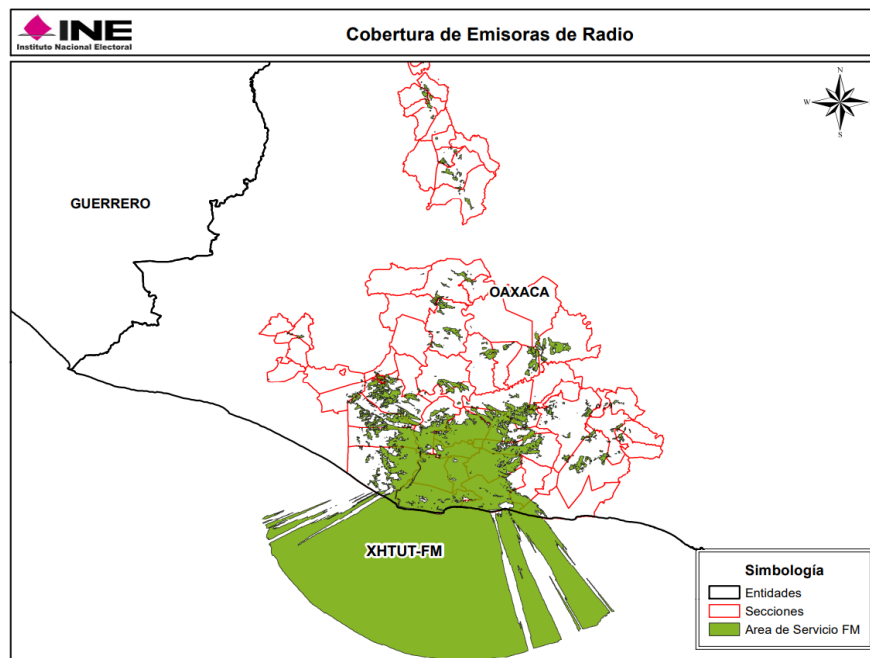 INE
Instituto Nacional Electoral
Cobertura de Emisoras de Radio
N
W
E
S
GUERRERO
OAXACA
XHTUT-FM
Simbología
Entidades
Secciones
Area de Servicio FM